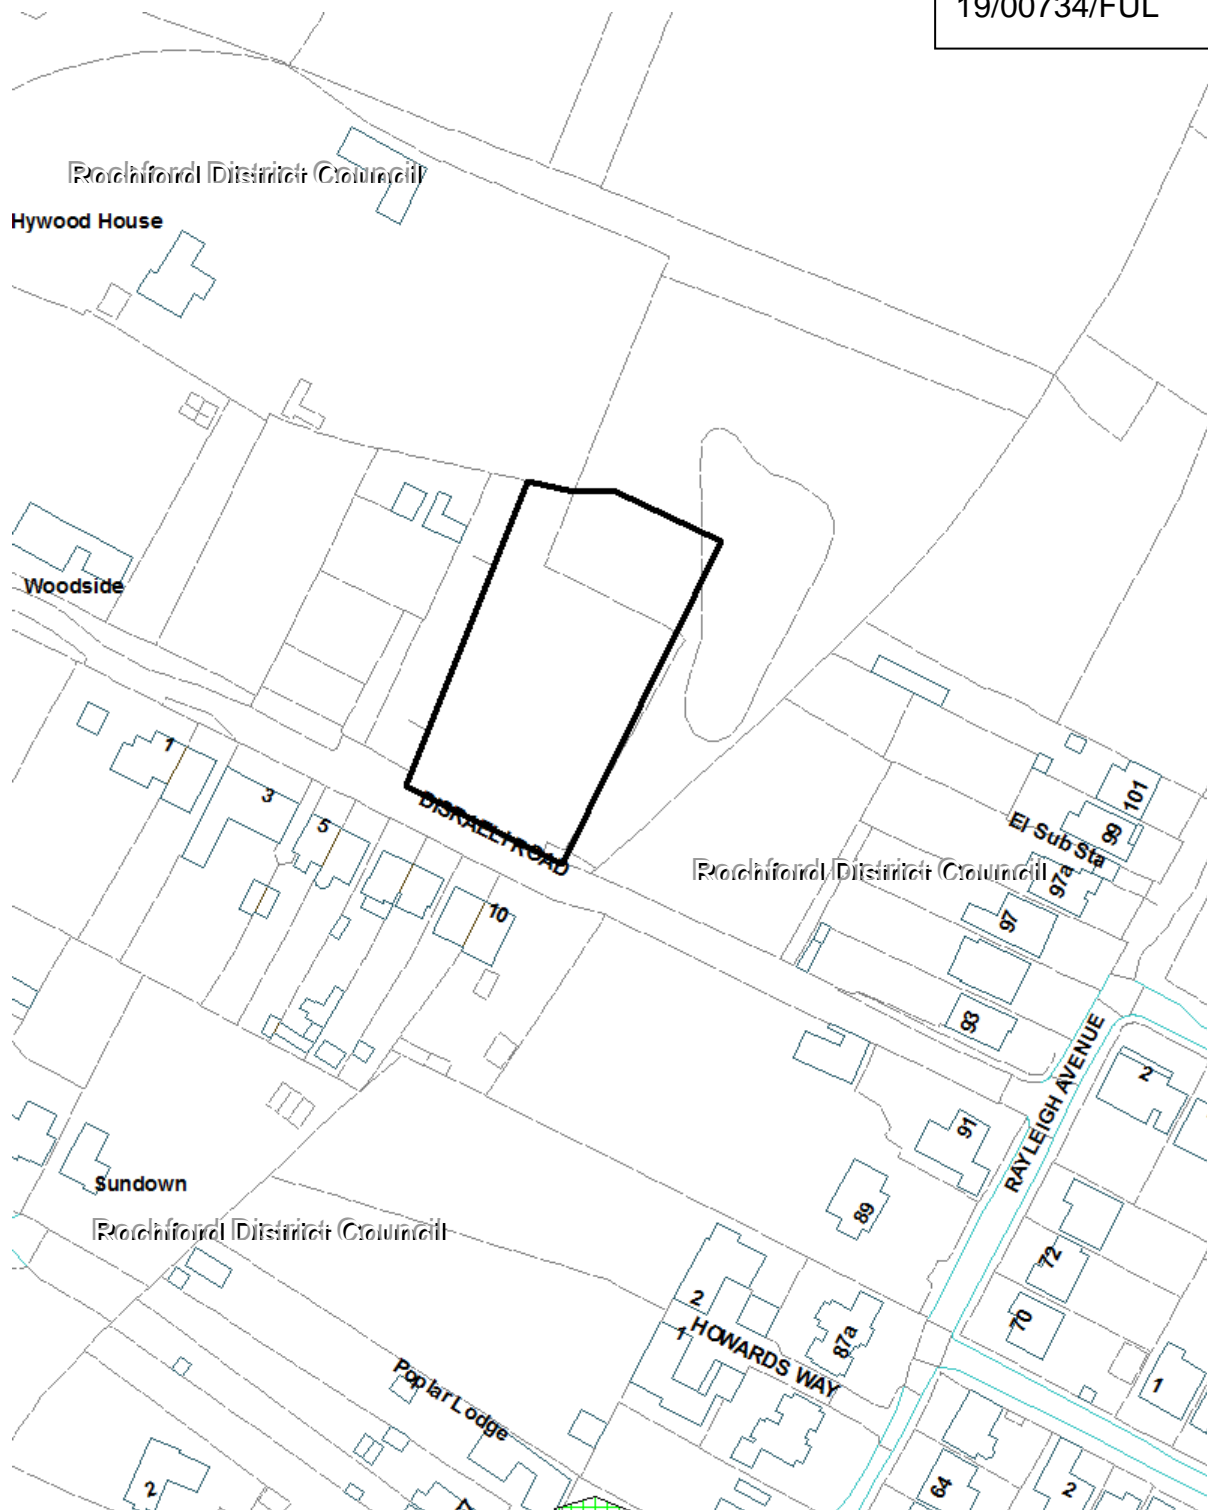 19/00734/FUL
Rochford District Council
Hywood House
Woodside
1
3
5
10
DISRAELI ROAD
Rochford District Council
El Sub Sta
101
99
97a
97
93
RAYLEIGH AVENUE
2
91
89
72
70
87a
2
1
HOWARDS WAY
Sundown
Rochford District Council
Poplar Lodge
2
64
2
1